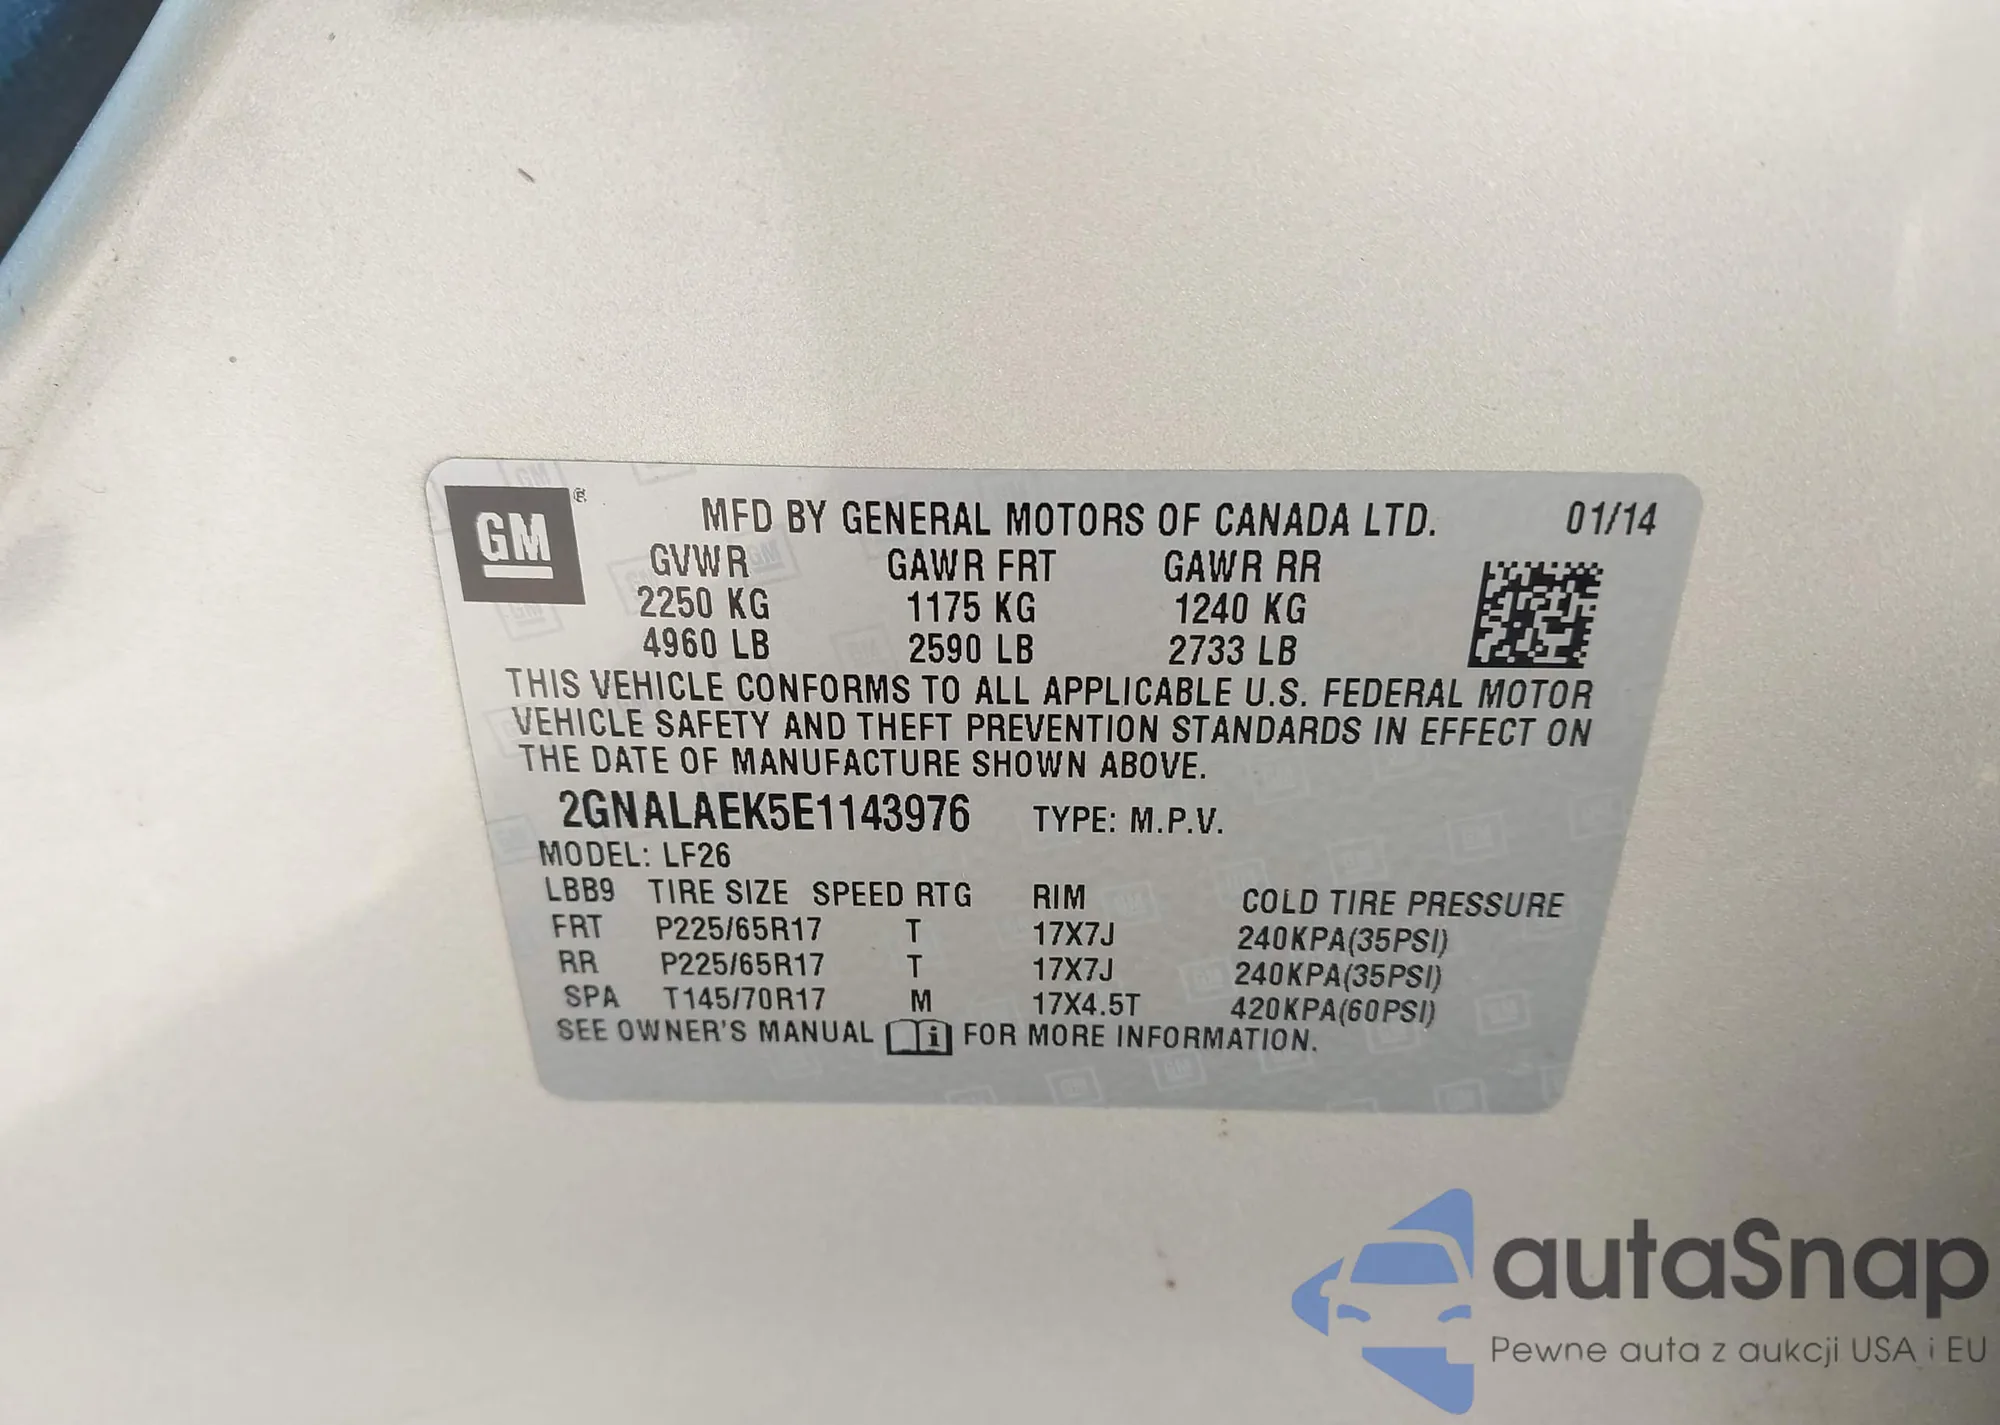 GM ®
MFD BY GENERAL MOTORS OF CANADA LTD. 01/14
GVWR GAWR FRT GAWR RR
2250 KG 1175 KG 1240 KG
4960 LB 2590 LB 2733 LB
THIS VEHICLE CONFORMS TO ALL APPLICABLE U.S. FEDERAL MOTOR
VEHICLE SAFETY AND THEFT PREVENTION STANDARDS IN EFFECT ON
THE DATE OF MANUFACTURE SHOWN ABOVE.
2GNALAEK5E1143976 TYPE: M.P.V.
MODEL: LF26
LBB9 TIRE SIZE SPEED RTG RIM COLD TIRE PRESSURE
FRT P225/65R17 T 17X7J 240KPA(35PSI)
RR P225/65R17 T 17X7J 240KPA(35PSI)
SPA T145/70R17 M 17X4.5T 420KPA(60PSI)
SEE OWNER'S MANUAL i FOR MORE INFORMATION.
autaSnap
Pewne auta z aukcji USA i EU